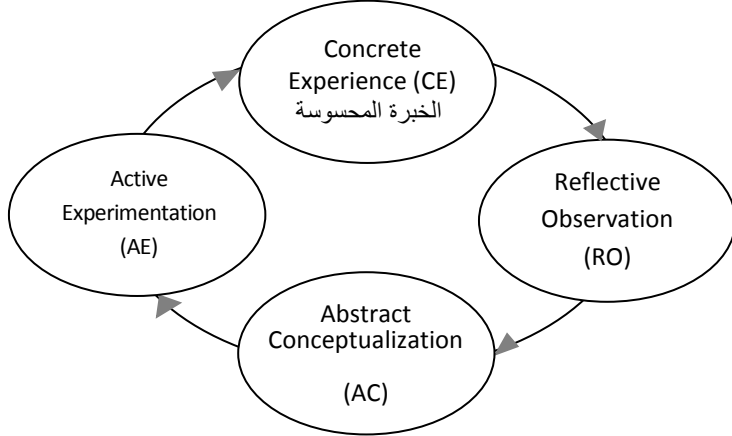 Concrete
Experience (CE)
الخبرة المحسوسة
Active
Experimentation
(AE)
Reflective
Observation
(RO)
Abstract
Conceptualization
(AC)